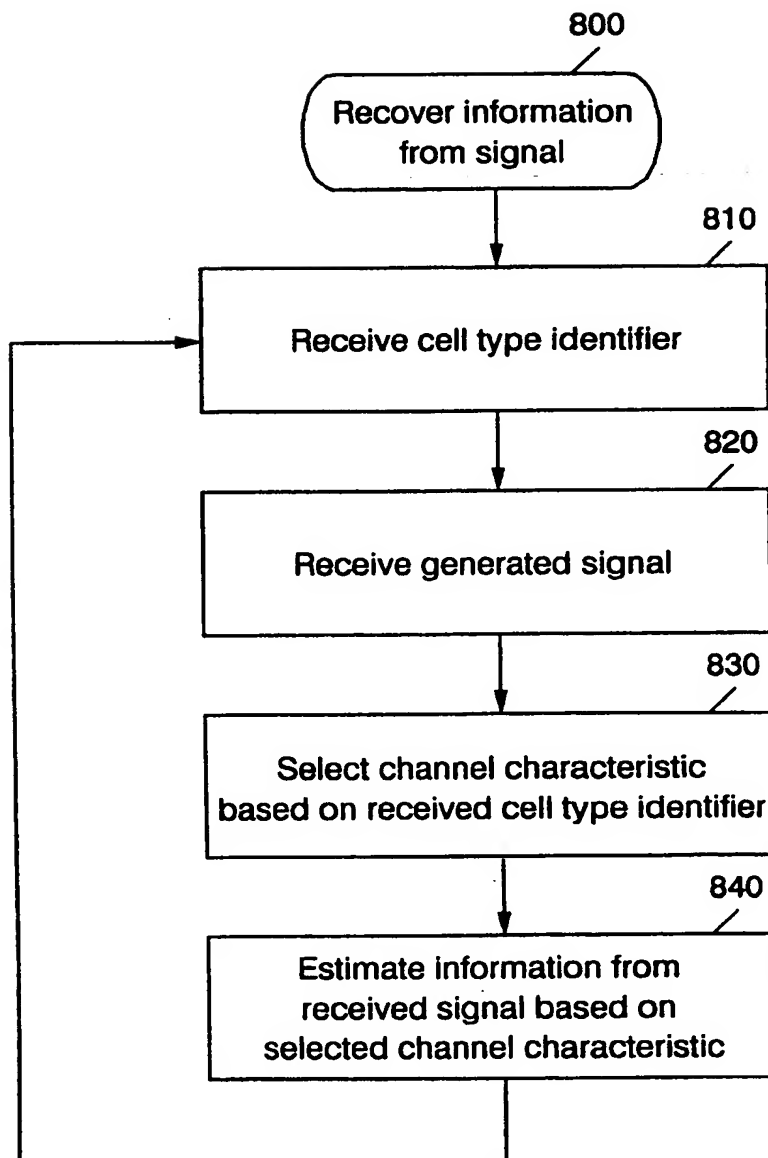 800
Recover information
from signal
810
Receive cell type identifier
820
Receive generated signal
830
Select channel characteristic
based on received cell type identifier
840
Estimate information from
received signal based on
selected channel characteristic